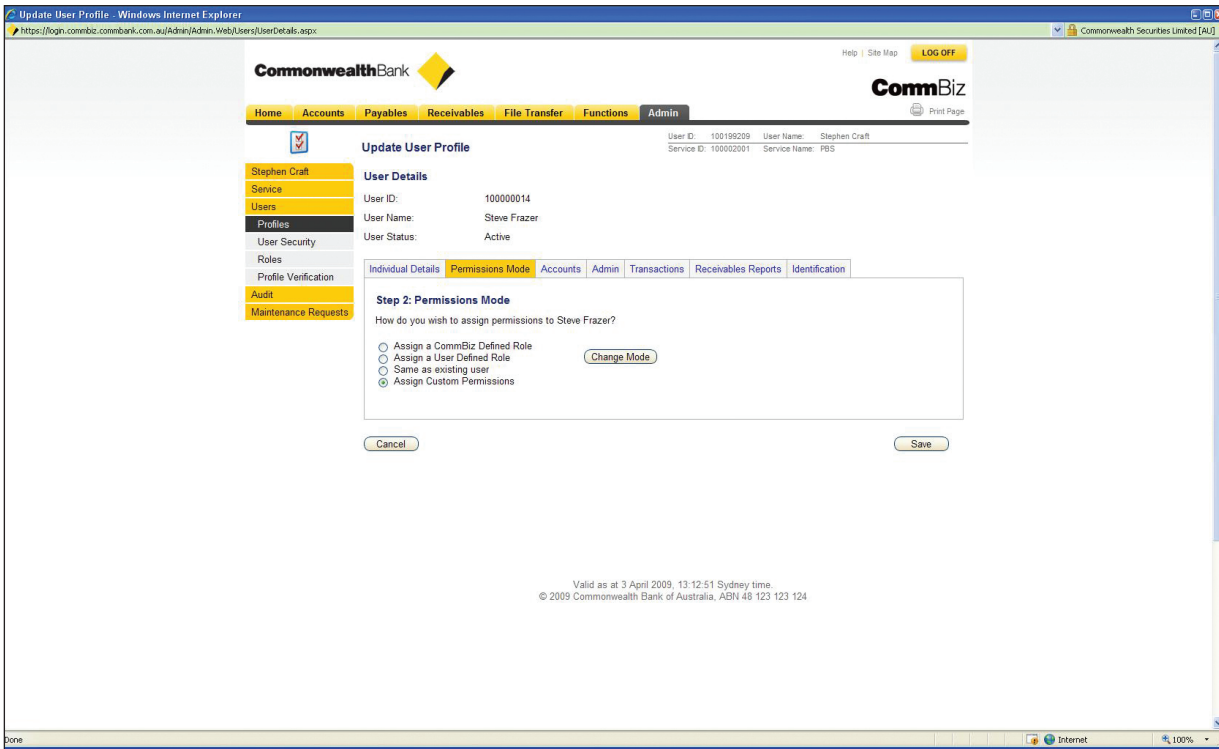 Update User Profile - Windows Internet Explorer
https://login.commbiz.commbank.com.au/Admin/Admin.Web/Users/UserDetails.aspx
Commonwealth Securities Limited [AU]
Help | Site Map LOG OFF
CommonwealthBank
CommBiz
Home Accounts Payables Receivables File Transfer Functions Admin
Print Page
User ID: 100199209 User Name: Stephen Craft
Service ID: 100002001 Service Name: PBS
Update User Profile
Stephen Craft
Service
Users
Profiles
User Security
Roles
Profile Verification
Audit
Maintenance Requests
User Details
User ID: 100000014
User Name: Steve Frazer
User Status: Active
Individual Details Permissions Mode Accounts Admin Transactions Receivables Reports Identification
Step 2: Permissions Mode
How do you wish to assign permissions to Steve Frazer?
Assign a CommBiz Defined Role
Assign a User Defined Role
Same as existing user
Assign Custom Permissions
Change Mode
Cancel
Save
Valid as at 3 April 2009, 13:12:51 Sydney time.
© 2009 Commonwealth Bank of Australia, ABN 48 123 123 124
Done
Internet
100%